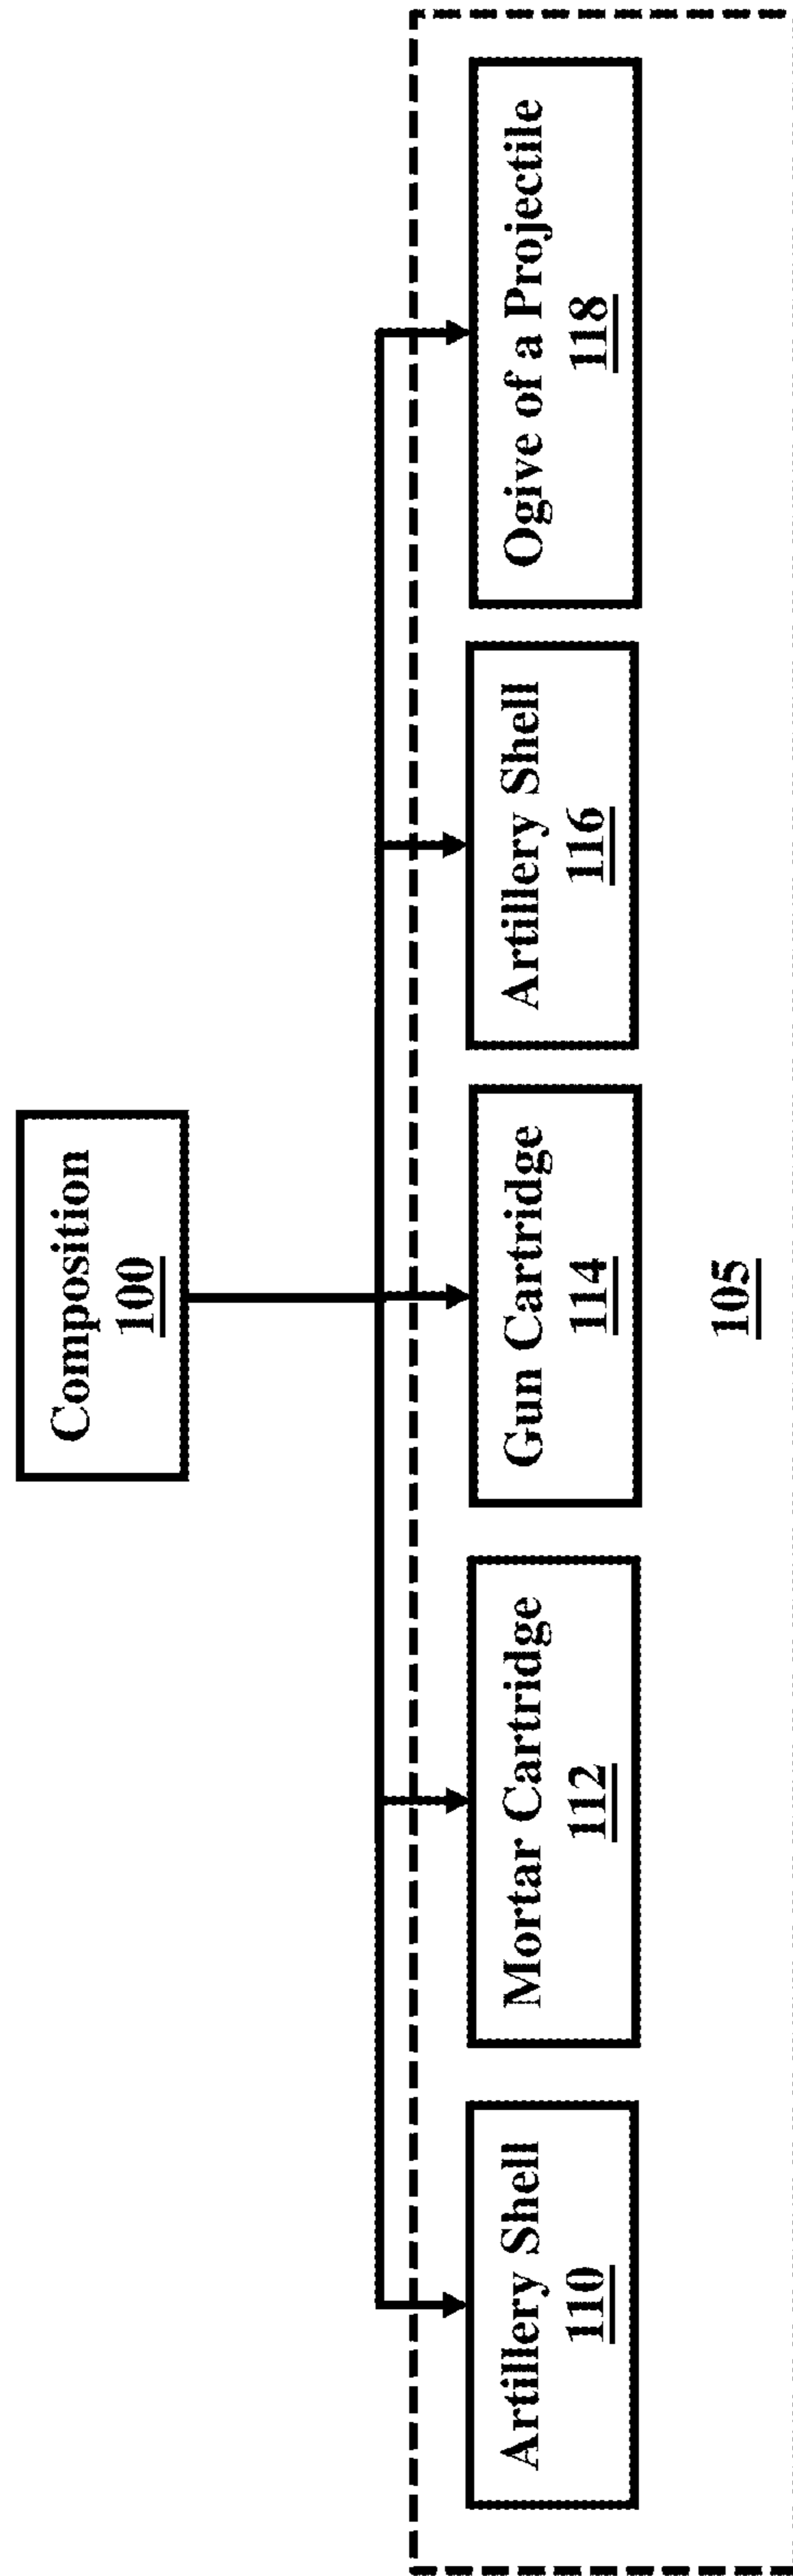 Composition
100
Artillery Shell
110
Mortar Cartridge
112
Gun Cartridge
114
Artillery Shell
116
Ogive of a Projectile
118
105